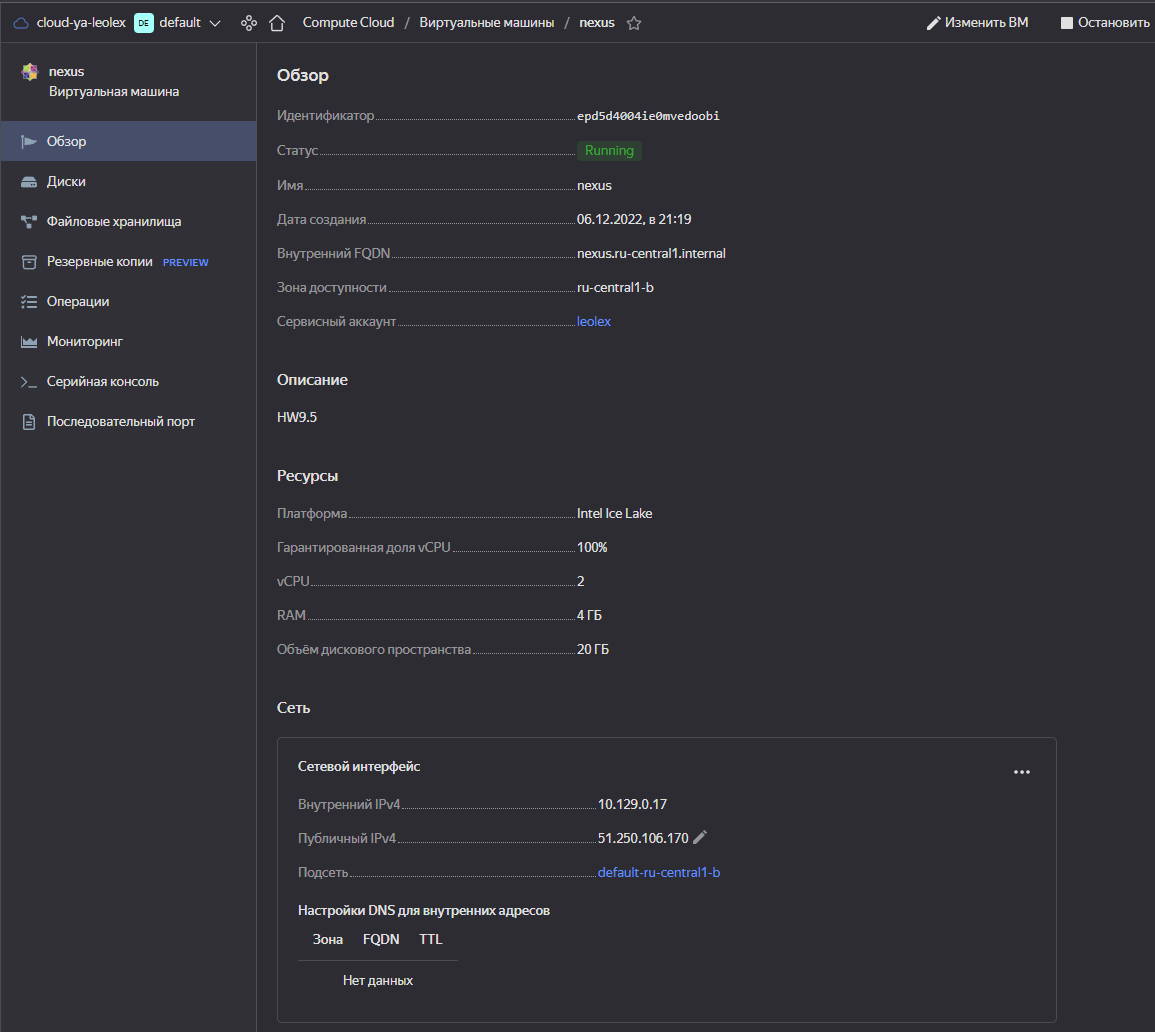 cloud-ya-leolex DE default Compute Cloud / Виртуальные машины / nexus Изменить ВМ Остановить
nexus
Виртуальная машина
Обзор
Диски
Файловые хранилища
Резервные копии PREVIEW
Операции
Мониторинг
Серийная консоль
Последовательный порт
Обзор
Идентификатор epd5d4004ie0mvedoobi
Статус Running
Имя nexus
Дата создания 06.12.2022, в 21:19
Внутренний FQDN nexus.ru-central1.internal
Зона доступности ru-central1-b
Сервисный аккаунт leolex
Описание
HW9.5
Ресурсы
Платформа Intel Ice Lake
Гарантированная доля vCPU 100%
vCPU 2
RAM 4 ГБ
Объём дискового пространства 20 ГБ
Сеть
Сетевой интерфейс
Внутренний IPv4 10.129.0.17
Публичный IPv4 51.250.106.170
Подсеть default-ru-central1-b
Настройки DNS для внутренних адресов
Зона FQDN TTL
Нет данных